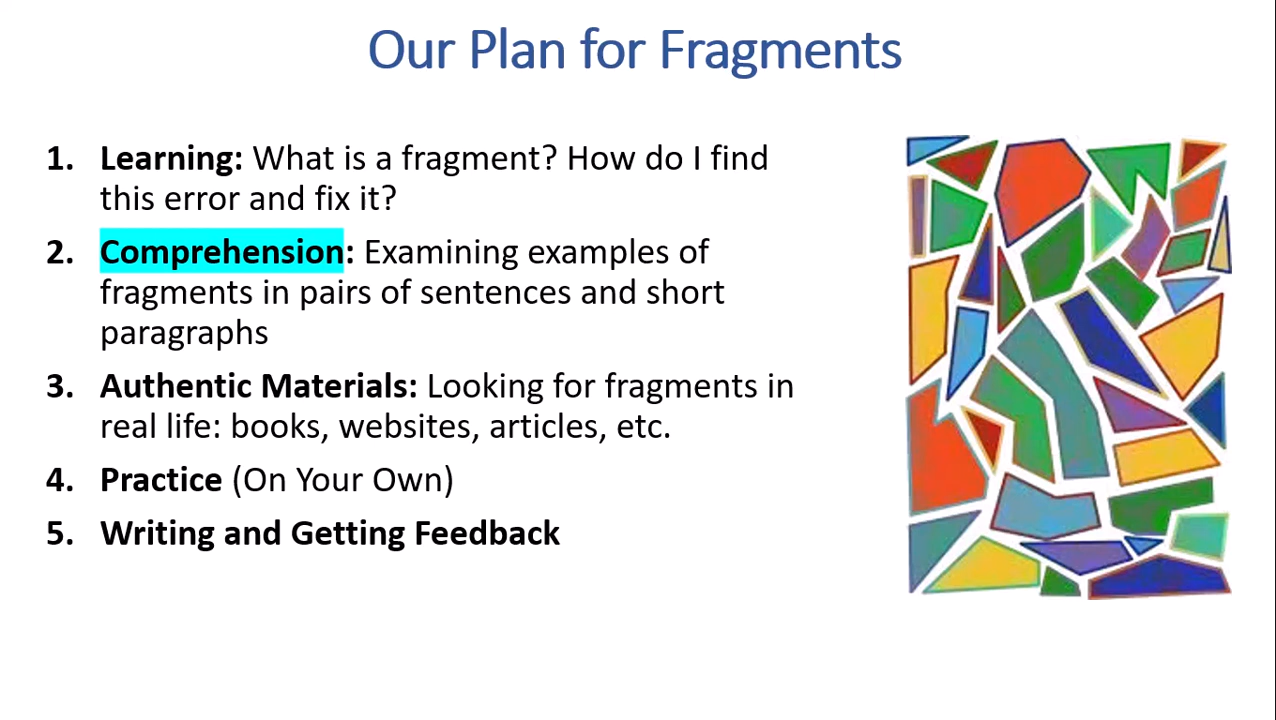 Our Plan for Fragments
1. Learning: What is a fragment? How do I find
this error and fix it?
2. Comprehension: Examining examples of
fragments in pairs of sentences and short
paragraphs
3. Authentic Materials: Looking for fragments in
real life: books, websites, articles, etc.
4. Practice (On Your Own)
5. Writing and Getting Feedback